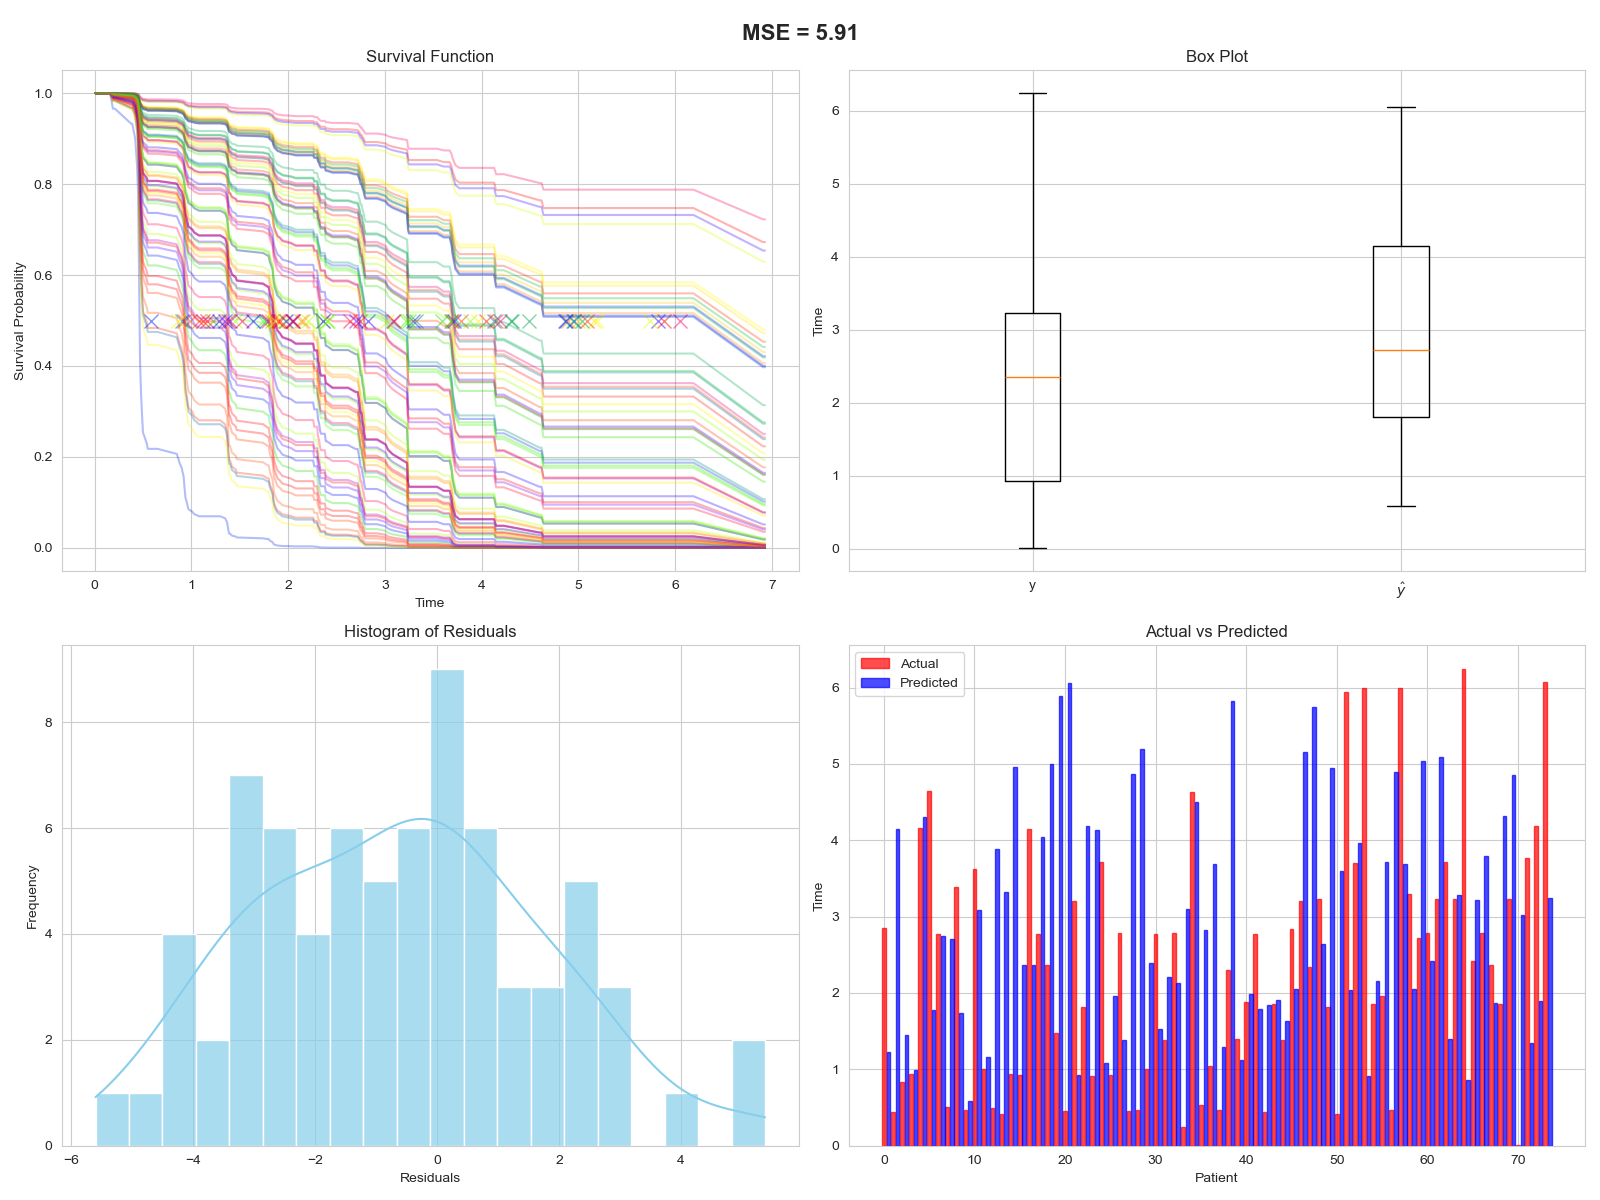 MSE = 5.91
Survival Function
Survival Probability
1.0
0.8
0.6
0.4
0.2
0.0
0 1 2 3 4 5 6 7
Time
Box Plot
Time
6
5
4
3
2
1
0
y ŷ
Histogram of Residuals
Frequency
8
6
4
2
0
−6 −4 −2 0 2 4
Residuals
Actual vs Predicted
Actual
Predicted
Time
6
5
4
3
2
1
0
0 10 20 30 40 50 60 70
Patient